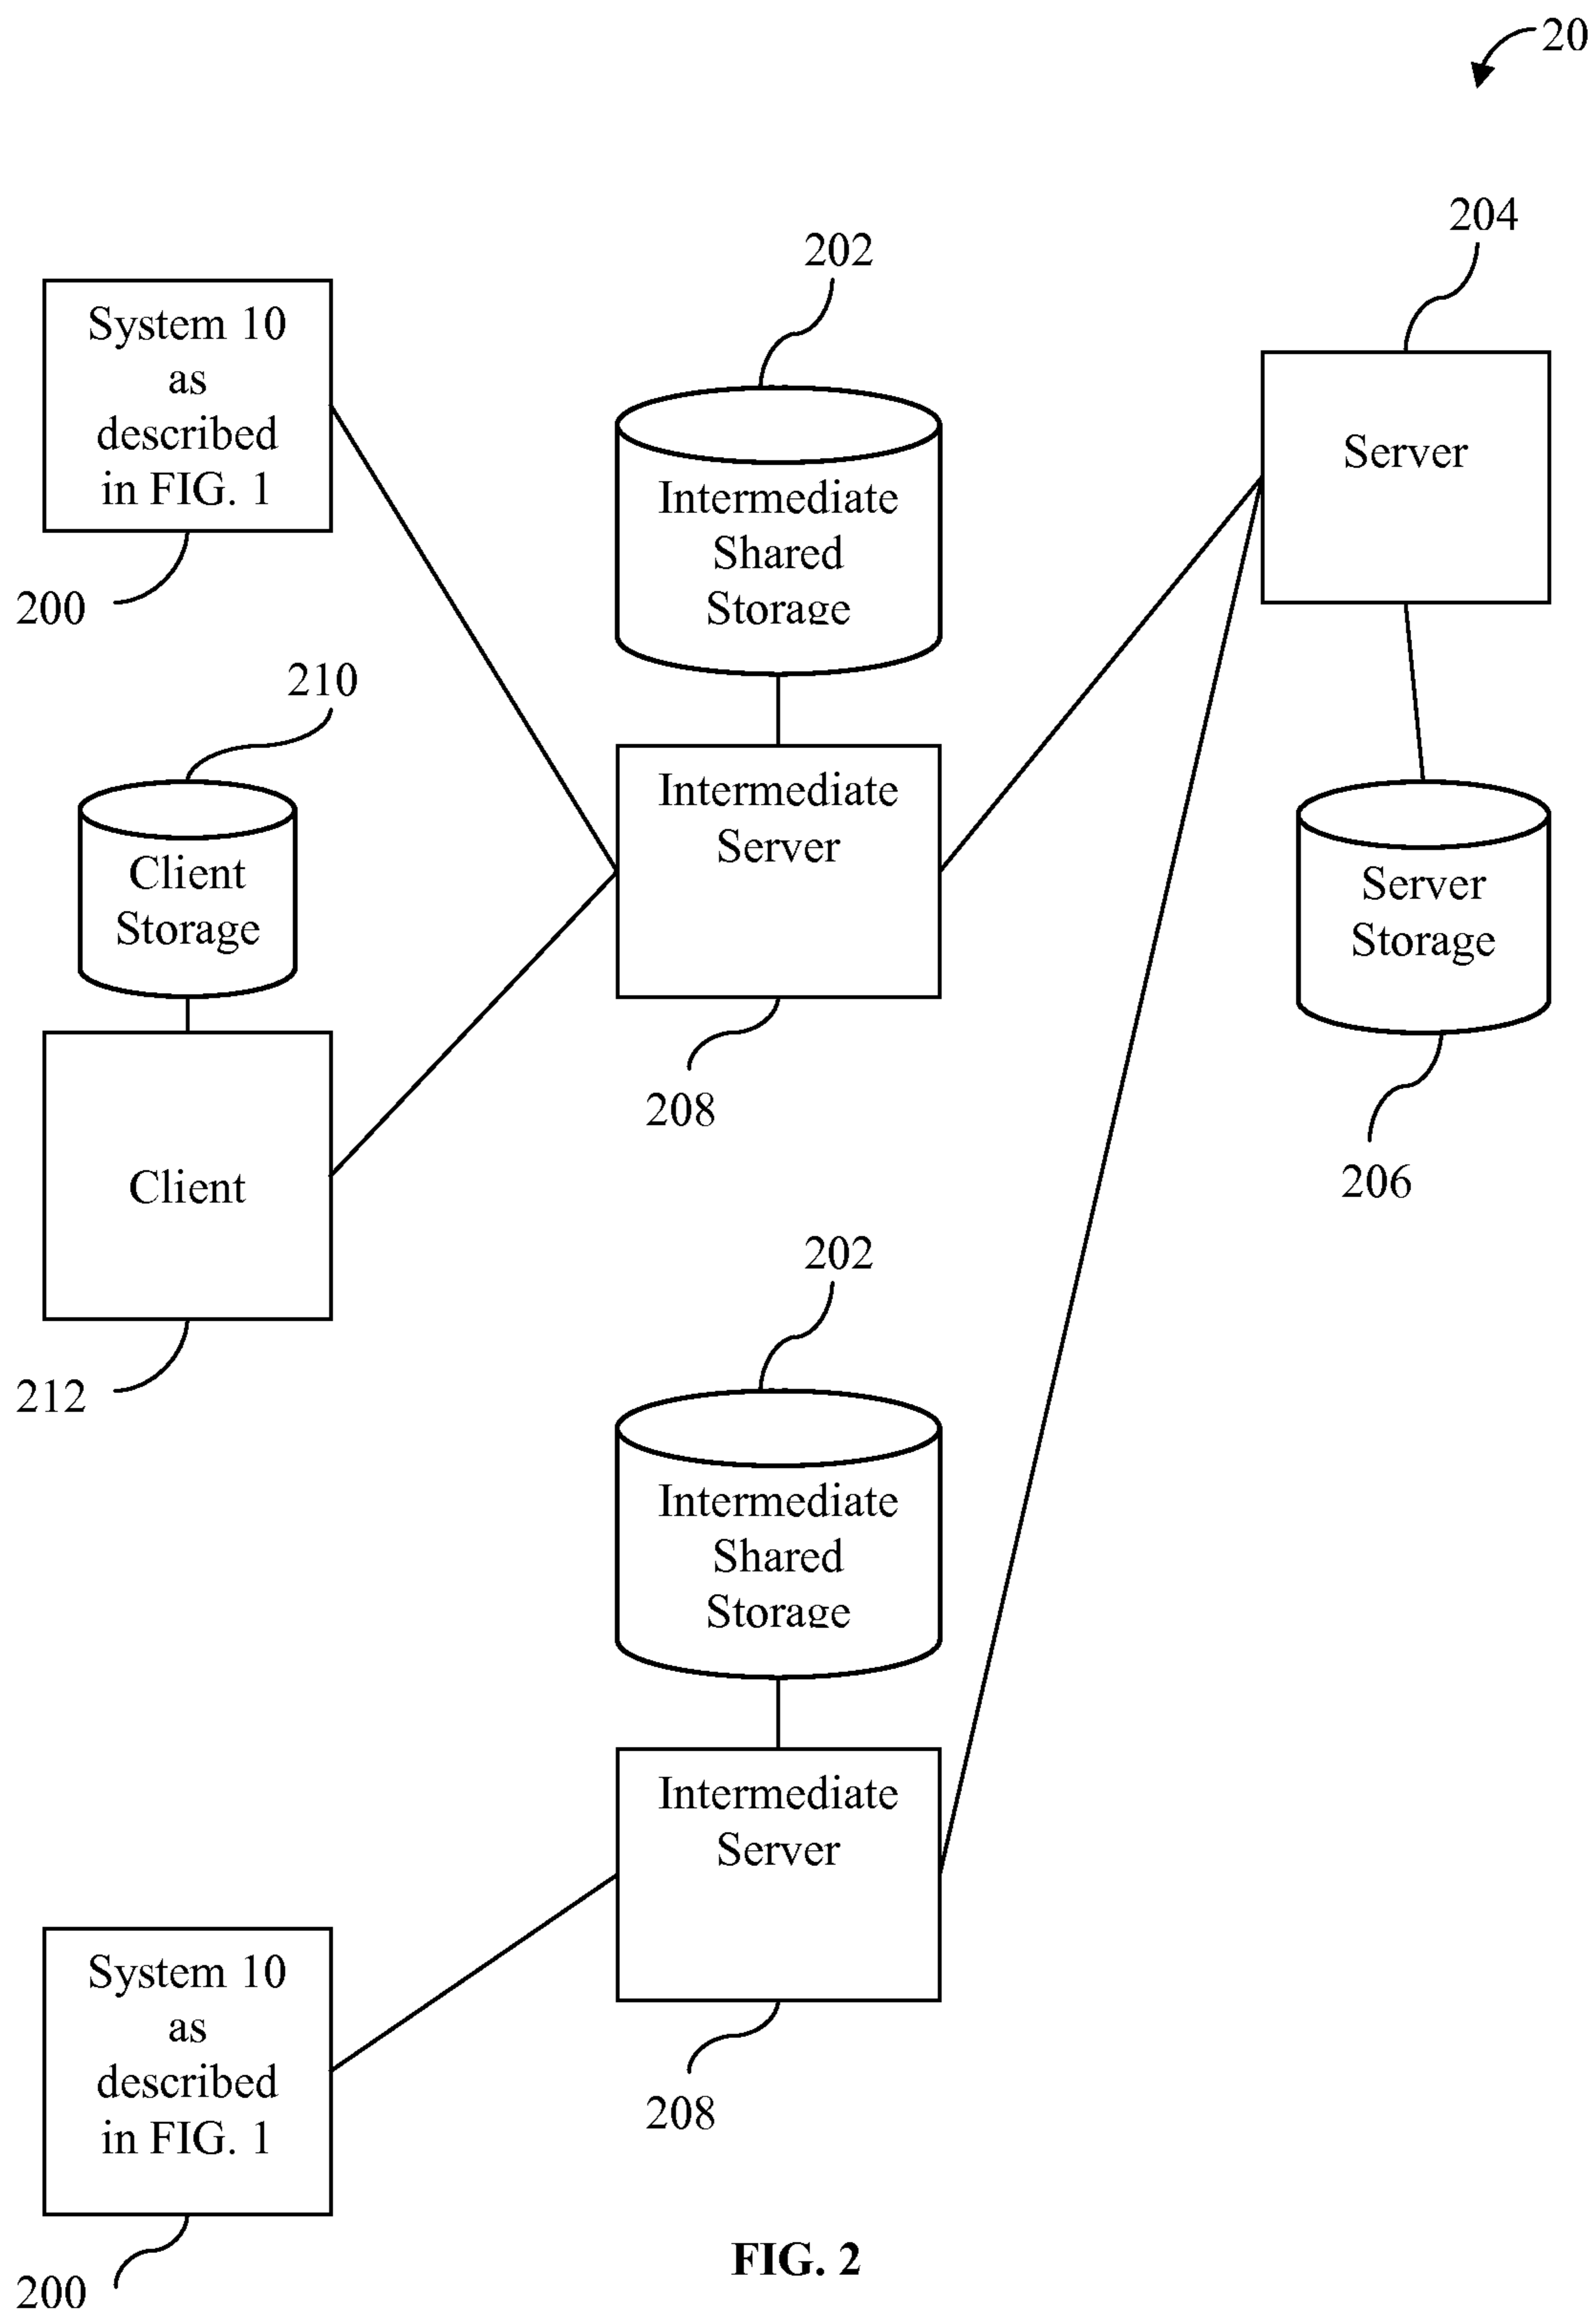 20
204
202
System 10
as
described
in FIG. 1
Intermediate
Shared
Storage
Server
200
210
Intermediate
Server
Client
Storage
Server
Storage
208
206
Client
202
212
Intermediate
Shared
Storage
Intermediate
Server
System 10
as
described
in FIG. 1
208
FIG. 2
200